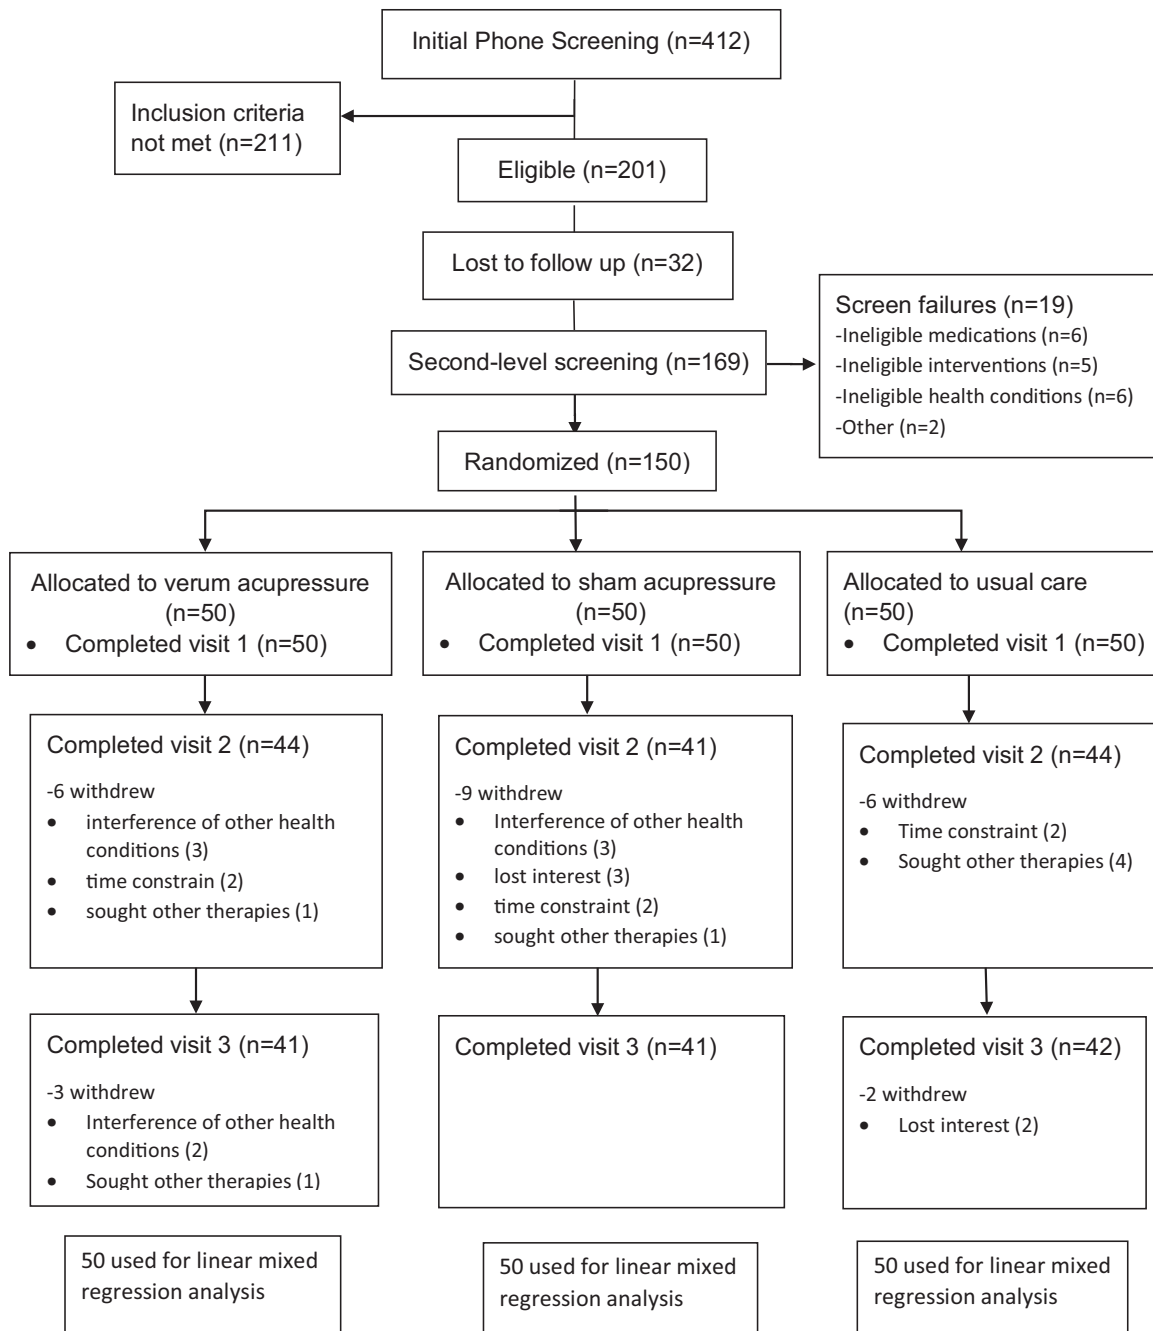 Initial Phone Screening (n=412)
Inclusion criteria
not met (n=211)
Eligible (n=201)
Lost to follow up (n=32)
Screen failures (n=19)
-Ineligible medications (n=6)
-Ineligible interventions (n=5)
-Ineligible health conditions (n=6)
-Other (n=2)
Second-level screening (n=169)
Randomized (n=150)
Allocated to verum acupressure
(n=50)
• Completed visit 1 (n=50)
Allocated to sham acupressure
(n=50)
• Completed visit 1 (n=50)
Allocated to usual care
(n=50)
• Completed visit 1 (n=50)
Completed visit 2 (n=44)
-6 withdrew
• interference of other health
conditions (3)
• time constrain (2)
• sought other therapies (1)
Completed visit 2 (n=41)
-9 withdrew
• Interference of other health
conditions (3)
• lost interest (3)
• time constraint (2)
• sought other therapies (1)
Completed visit 2 (n=44)
-6 withdrew
• Time constraint (2)
• Sought other therapies (4)
Completed visit 3 (n=41)
-3 withdrew
• Interference of other health
conditions (2)
• Sought other therapies (1)
Completed visit 3 (n=41)
Completed visit 3 (n=42)
-2 withdrew
• Lost interest (2)
50 used for linear mixed
regression analysis
50 used for linear mixed
regression analysis
50 used for linear mixed
regression analysis